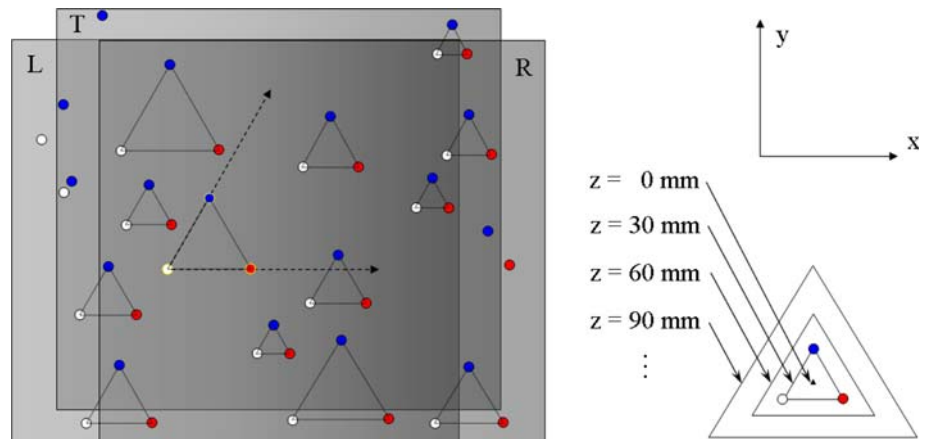 T
L
R
y
x
z = 0 mm
z = 30 mm
z = 60 mm
z = 90 mm
⋮